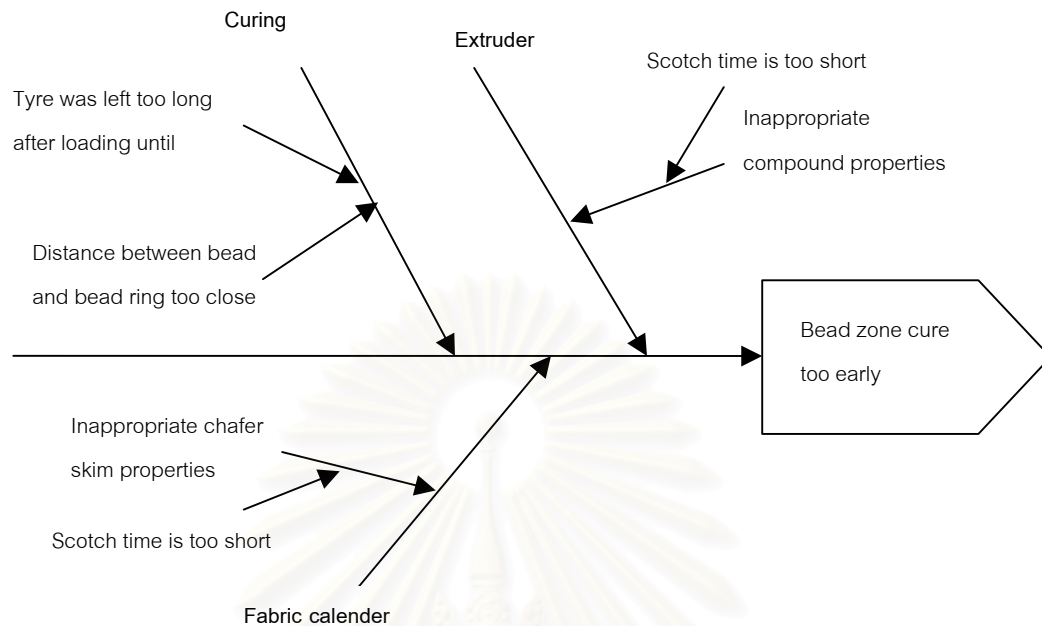 Curing
Extruder
Scotch time is too short
Tyre was left too long
after loading until
Inappropriate
compound properties
Distance between bead
and bead ring too close
Bead zone cure
too early
Inappropriate chafer
skim properties
Scotch time is too short
Fabric calender